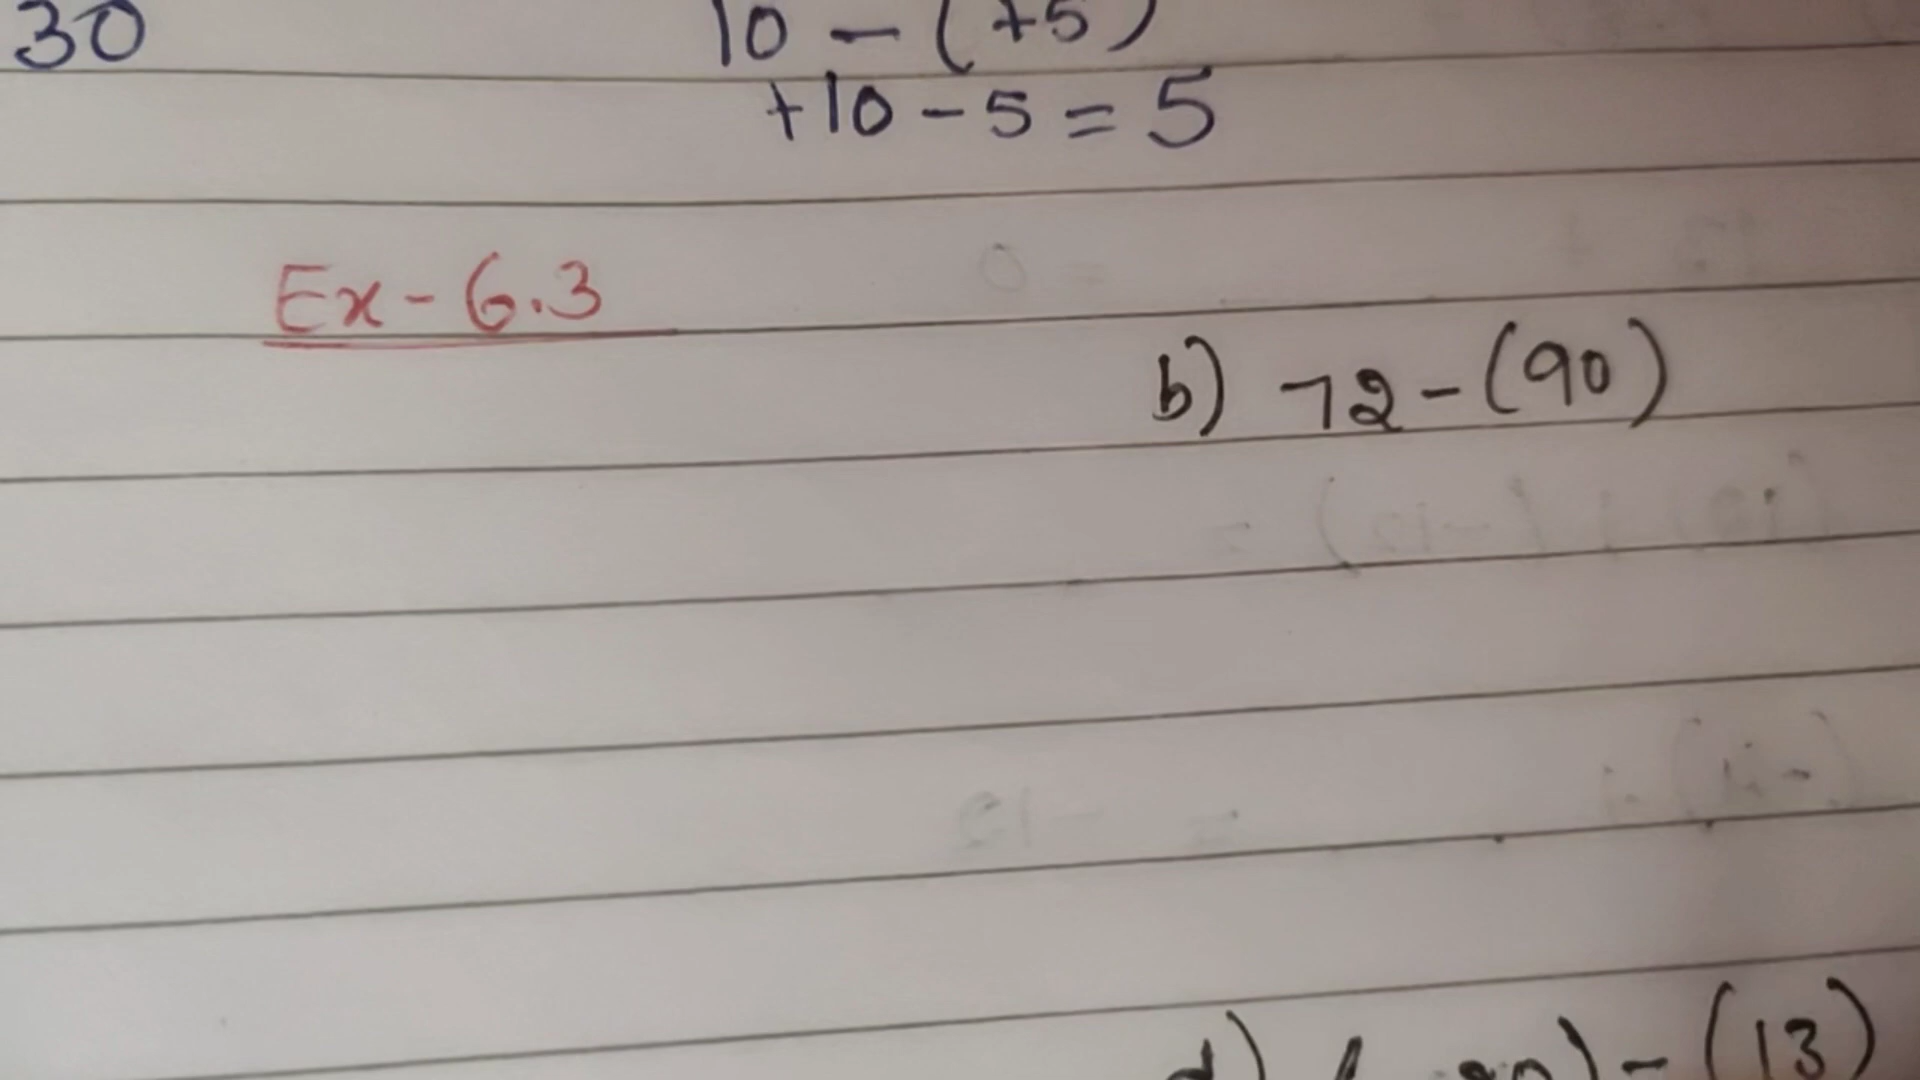 30
10 - (+5)
+10 - 5 = 5
Ex - 6.3
b) 72 - (90)
d) ( ) - (13)